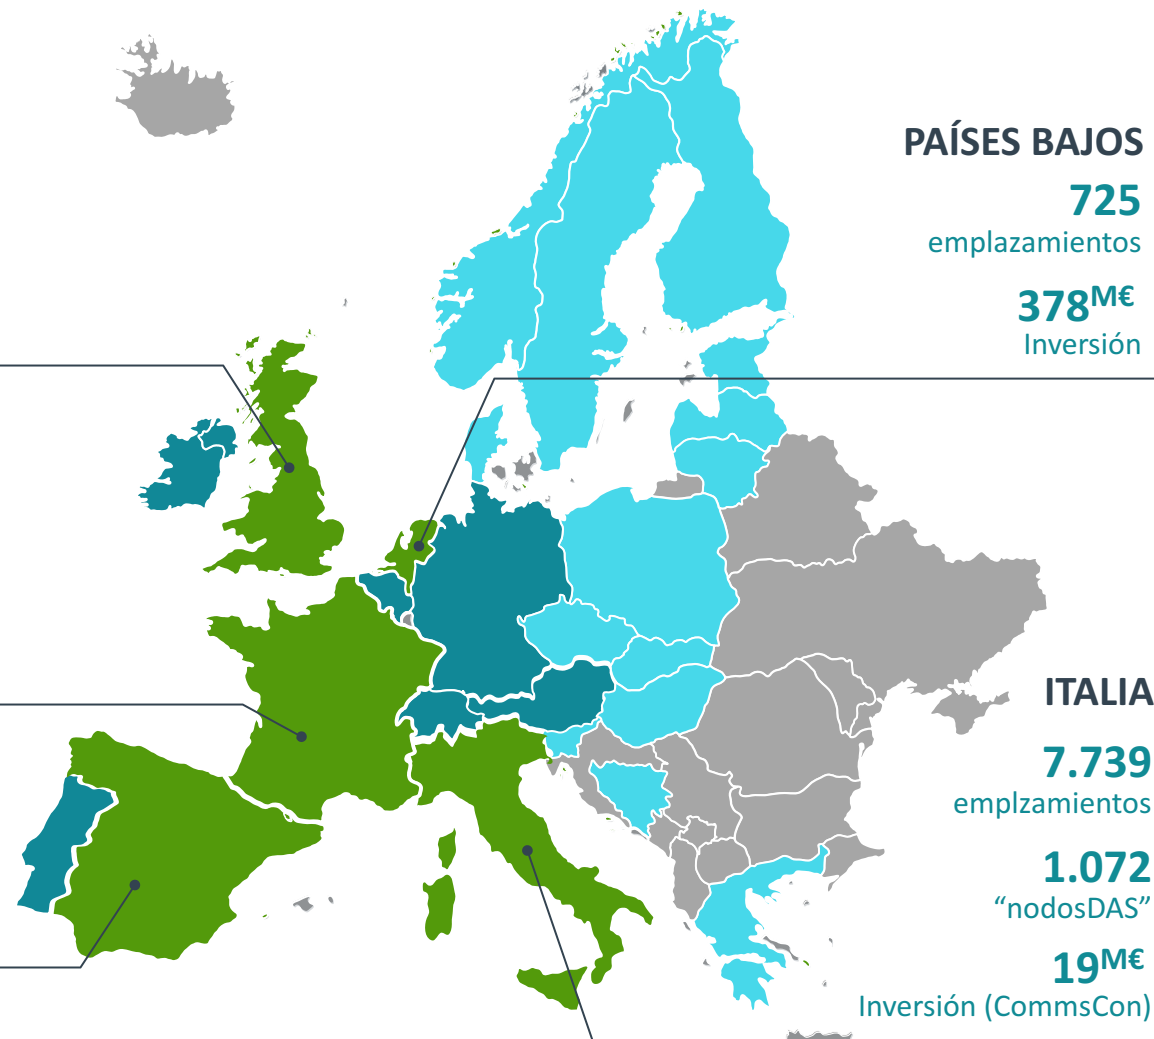 PAÍSES BAJOS
725
emplazamientos
378M€
Inversión
ITALIA
7.739
emplzamientos
1.072
“nodosDAS”
19M€
Inversión (CommsCon)